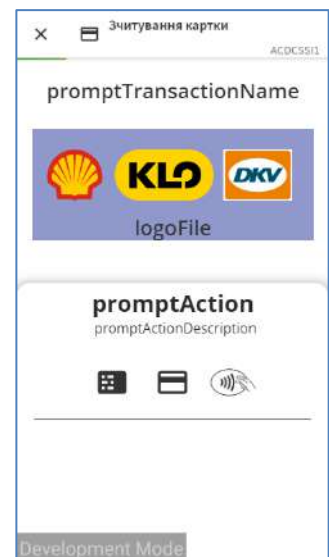 Зчитування картки
ACDCSSI1
promptTransactionName
KLO DKV
logoFile
promptAction
promptActionDescription
Development Mode